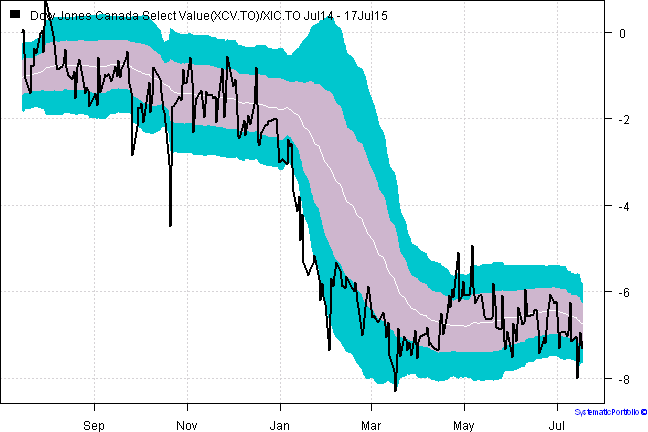 Dow Jones Canada Select Value(XCV.TO)/XIC.TO Jul14 - 17Jul15
0
-2
-4
-6
-8
Sep Nov Jan Mar May Jul
SystematicPortfolio ©